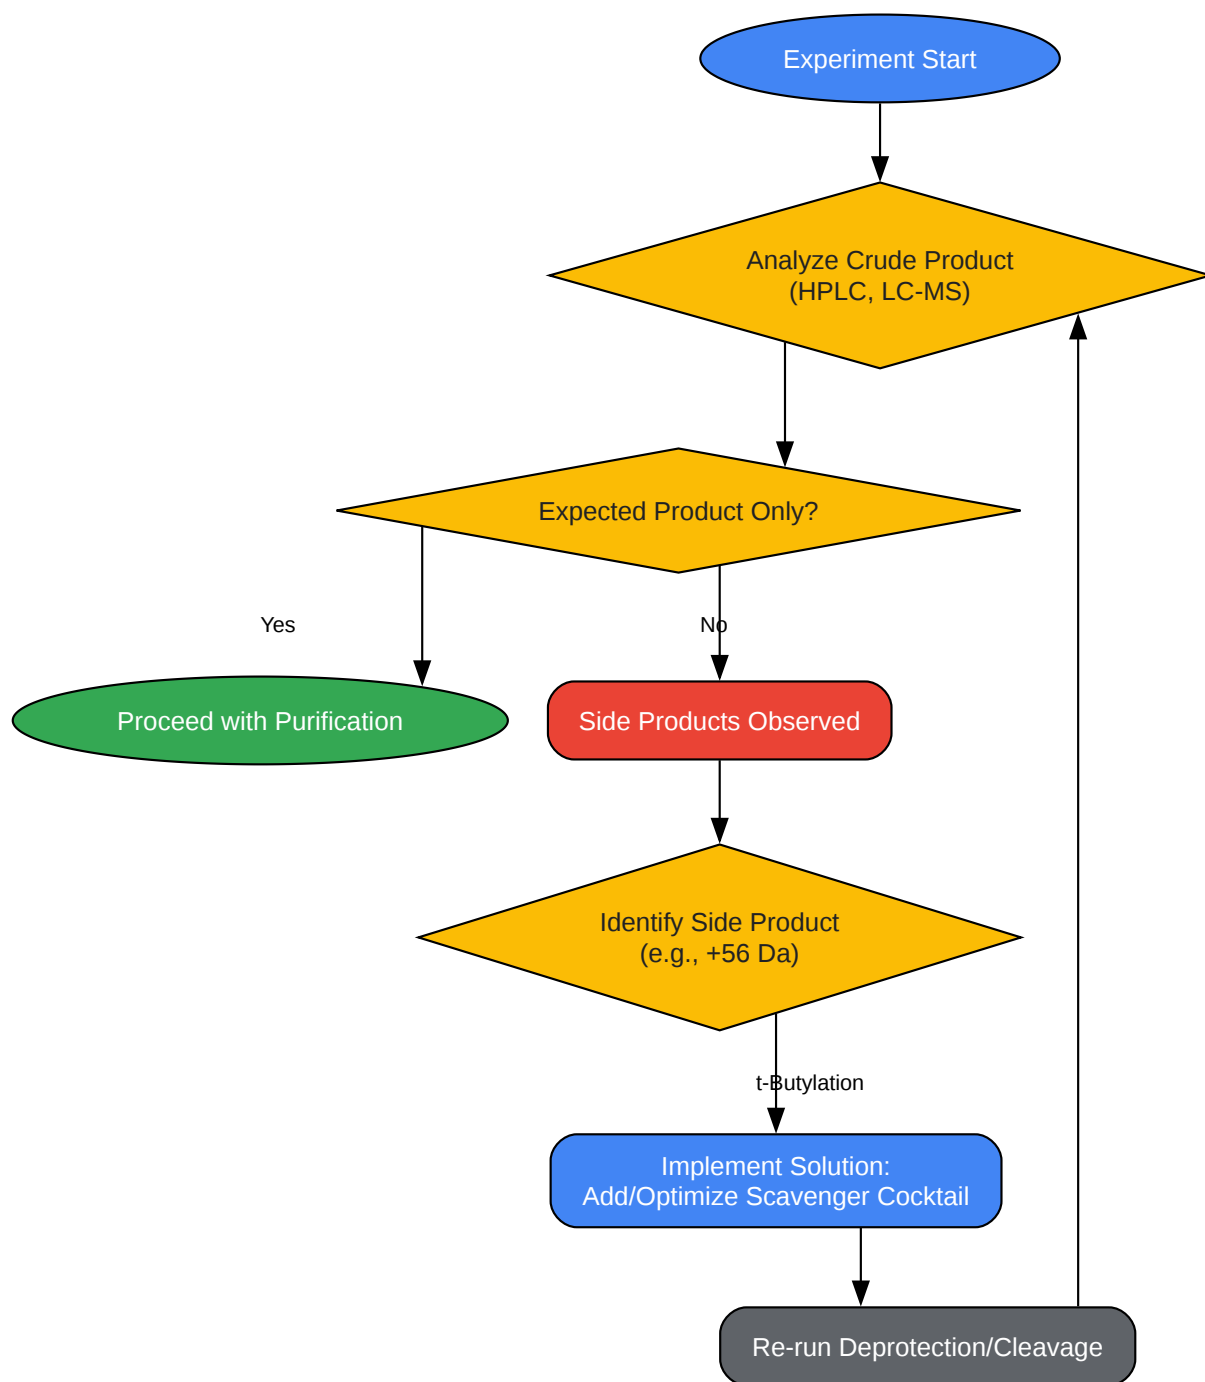 Experiment Start
Analyze Crude Product
(HPLC, LC-MS)
Expected Product Only?
Yes
No
Proceed with Purification
Side Products Observed
Identify Side Product
(e.g., +56 Da)
t-Butylation
Implement Solution:
Add/Optimize Scavenger Cocktail
Re-run Deprotection/Cleavage